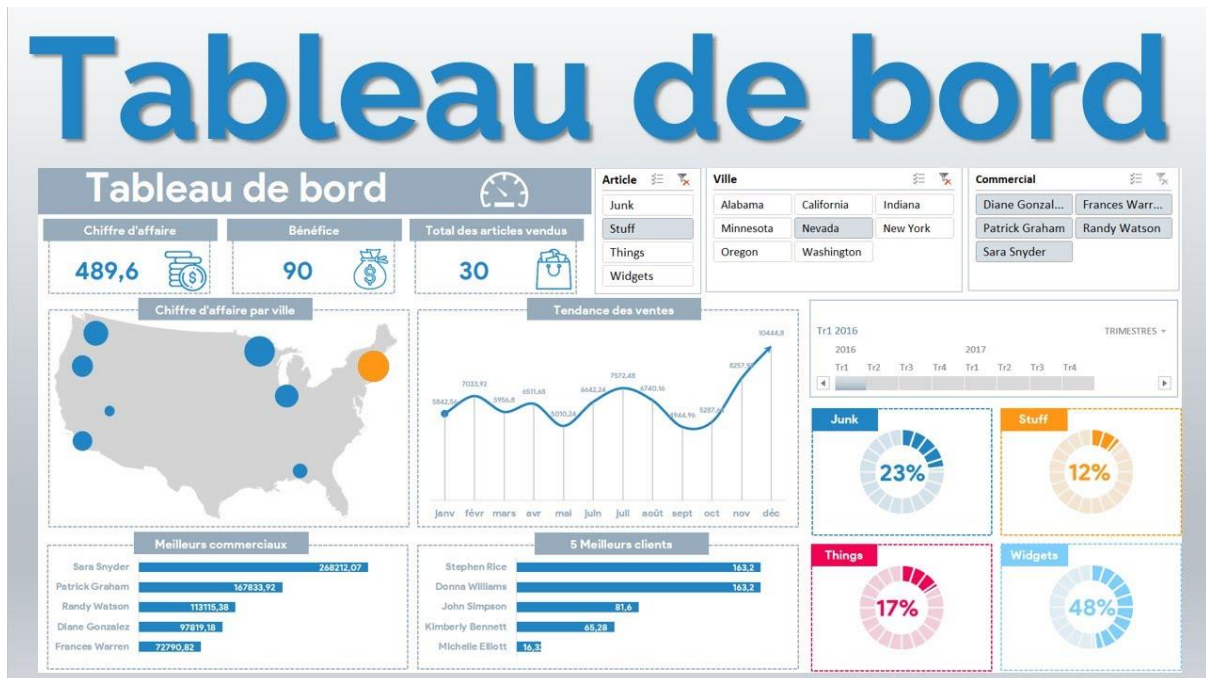 Tableau de bord
Tableau de bord
Chiffre d'affaire
489,6
Bénéfice
90
Total des articles vendus
30
Article
Junk
Stuff
Things
Widgets
Ville
Alabama California Indiana
Minnesota Nevada New York
Oregon Washington
Commercial
Diane Gonzal... Frances Warr...
Patrick Graham Randy Watson
Sara Snyder
Chiffre d'affaire par ville
Tendance des ventes
5842,56 7033,92 5956,8 6511,68 5010,24 6642,24 7572,48 6740,16 4944,96 5287,6 8257,9 10444,8
janv févr mars avr mai juin juil août sept oct nov déc
Tr1 2016 TRIMESTRES
2016 2017
Tr1 Tr2 Tr3 Tr4 Tr1 Tr2 Tr3 Tr4
Junk
23%
Stuff
12%
Meilleurs commerciaux
Sara Snyder 268212,07
Patrick Graham 167833,92
Randy Watson 113115,38
Diane Gonzalez 97819,18
Frances Warren 72790,82
5 Meilleurs clients
Stephen Rice 163,2
Donna Williams 163,2
John Simpson 81,6
Kimberly Bennett 65,28
Michelle Elliott 16,3
Things
17%
Widgets
48%